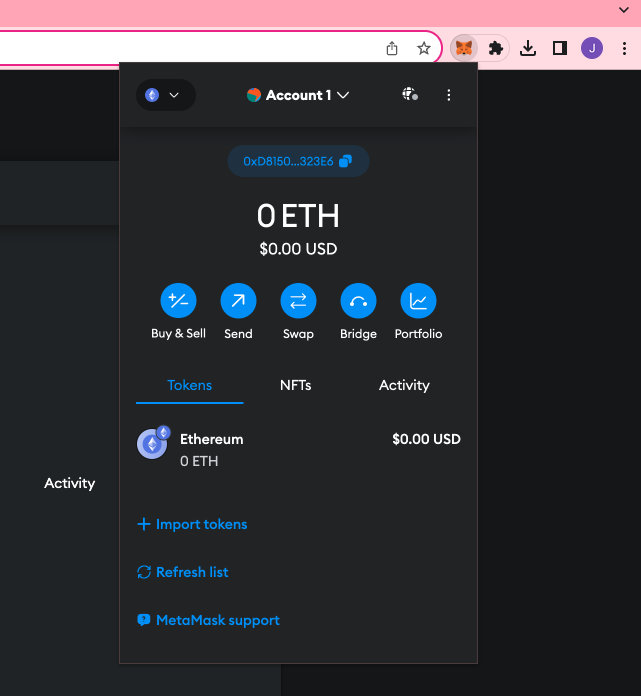 J
Account 1
0xD8150...323E6
0 ETH
$0.00 USD
Buy & Sell
Send
Swap
Bridge
Portfolio
Tokens
NFTs
Activity
Ethereum
$0.00 USD
0 ETH
Activity
Import tokens
Refresh list
MetaMask support